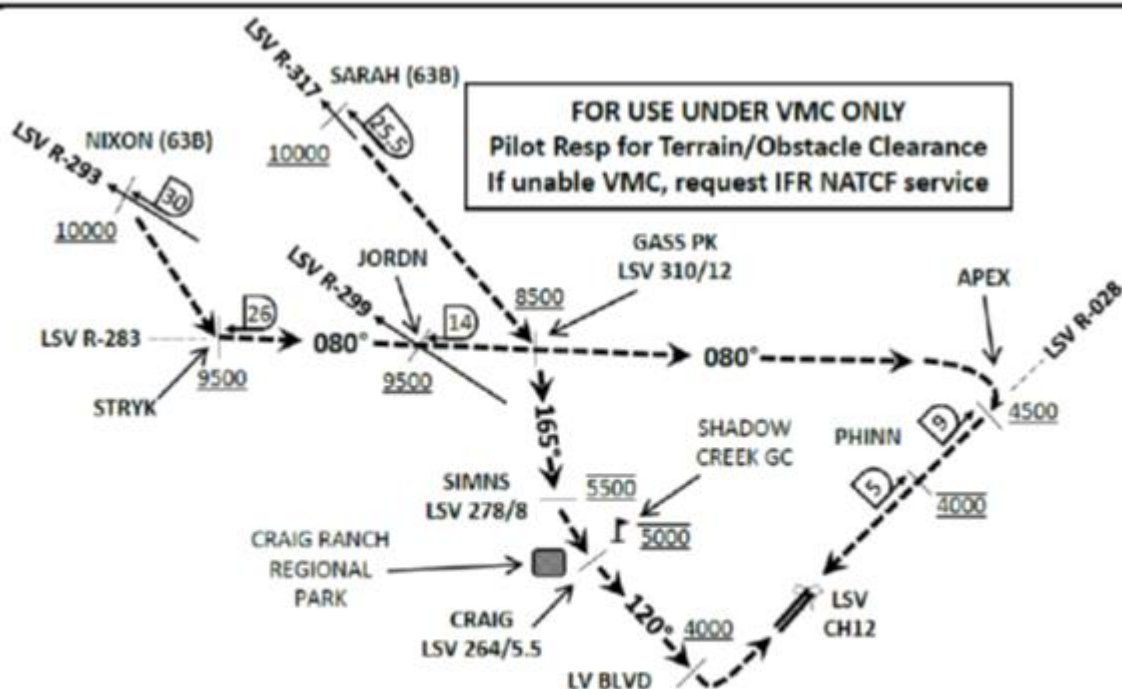 LSV R-317
SARAH (63B)
25.5
10000
FOR USE UNDER VMC ONLY
Pilot Resp for Terrain/Obstacle Clearance
If unable VMC, request IFR NATCF service
NIXON (63B)
LSV R-293
30
10000
JORDN
LSV R-299
GASS PK
LSV 310/12
APEX
LSV R-028
8500
LSV R-283
26
080°
14
080°
9500
9500
STRYK
4500
9
PHINN
5
4000
165°
SHADOW
CREEK GC
SIMNS
LSV 278/8
5500
5000
CRAIG RANCH
REGIONAL
PARK
CRAIG
LSV 264/5.5
120°
4000
LSV
CH12
LV BLVD